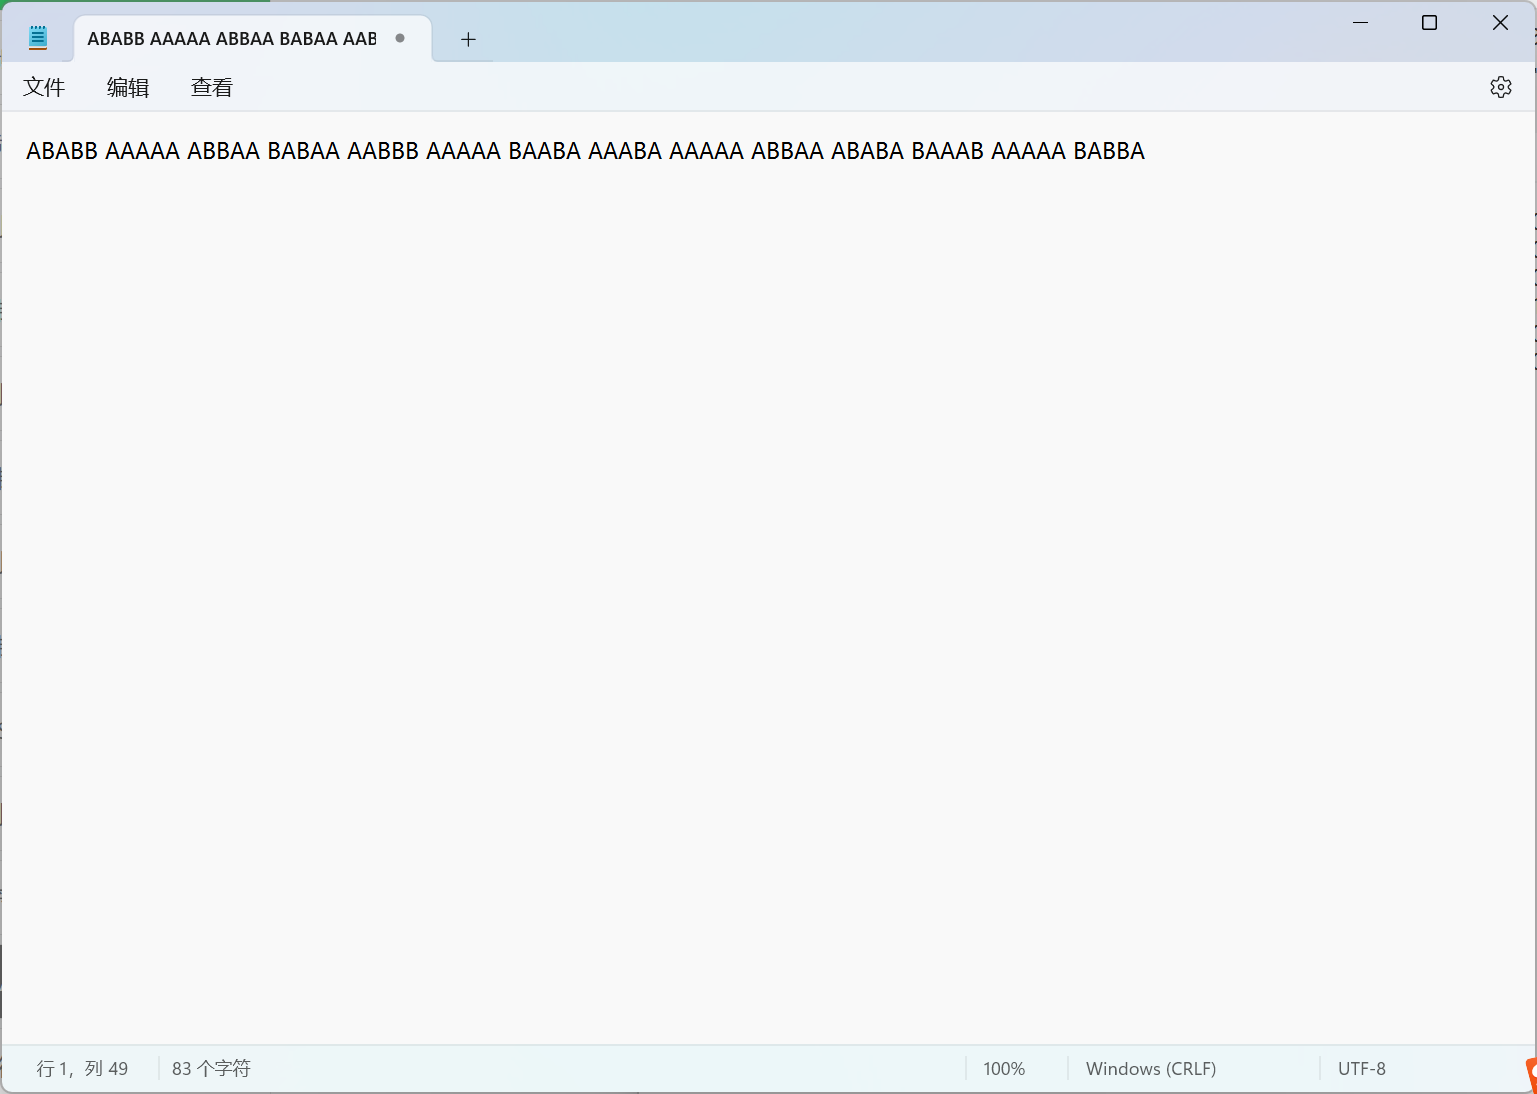 ABABB AAAAA ABBAA BABAA AAB
文件 编辑 查看
ABABB AAAAA ABBAA BABAA AABBB AAAAA BAABA AAABA AAAAA ABBAA ABABA BAAAB AAAAA BABBA
行 1，列 49 83 个字符 100% Windows (CRLF) UTF-8